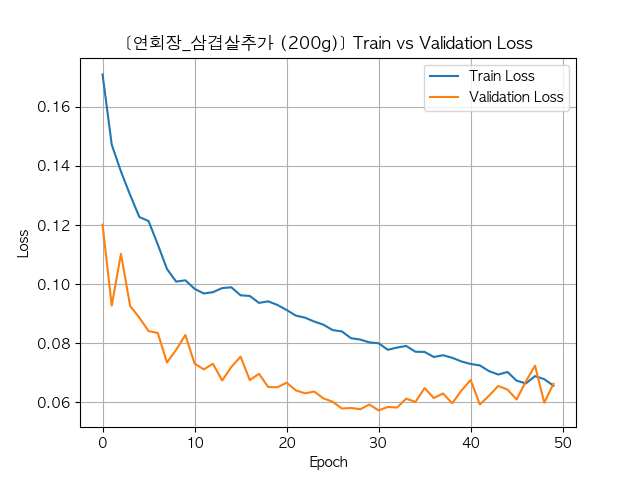 [연회장_삼겹살추가 (200g)] Train vs Validation Loss
Train Loss
Validation Loss
0.16
0.14
0.12
0.10
0.08
0.06
Loss
0
10
20
30
40
50
Epoch